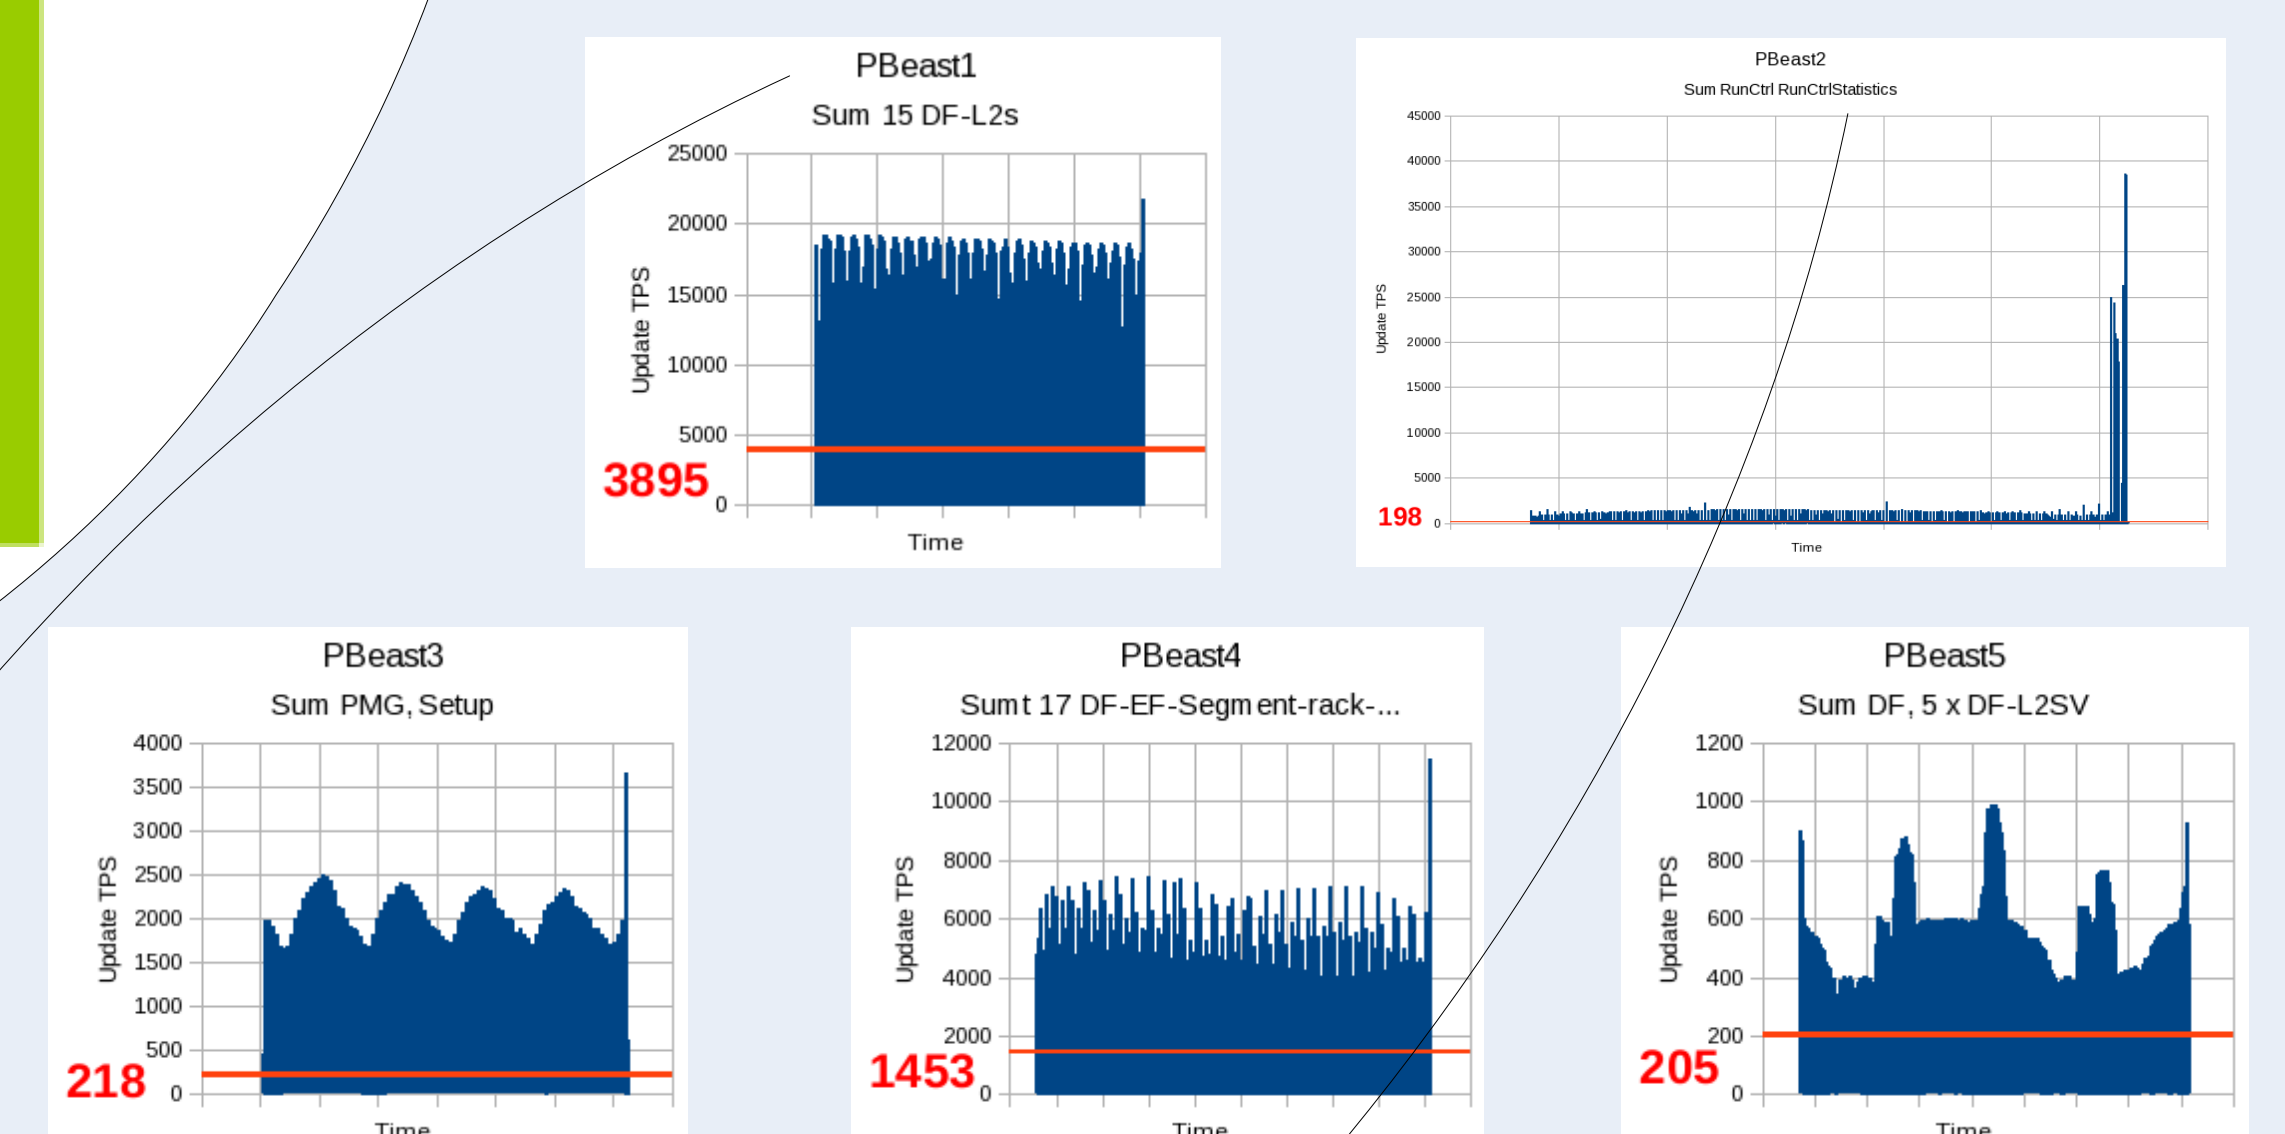 PBeast1
Sum 15 DF-L2s
25000
20000
15000
10000
5000
0
Update TPS
3895
Time
PBeast2
Sum RunCtrl RunCtrlStatistics
45000
40000
35000
30000
25000
20000
15000
10000
5000
0
Update TPS
198
Time
PBeast3
Sum PMG, Setup
4000
3500
3000
2500
2000
1500
1000
500
0
Update TPS
218
Time
PBeast4
Sumt 17 DF-EF-Segment-rack-...
12000
10000
8000
6000
4000
2000
0
Update TPS
1453
Time
PBeast5
Sum DF, 5 x DF-L2SV
1200
1000
800
600
400
200
0
Update TPS
205
Time